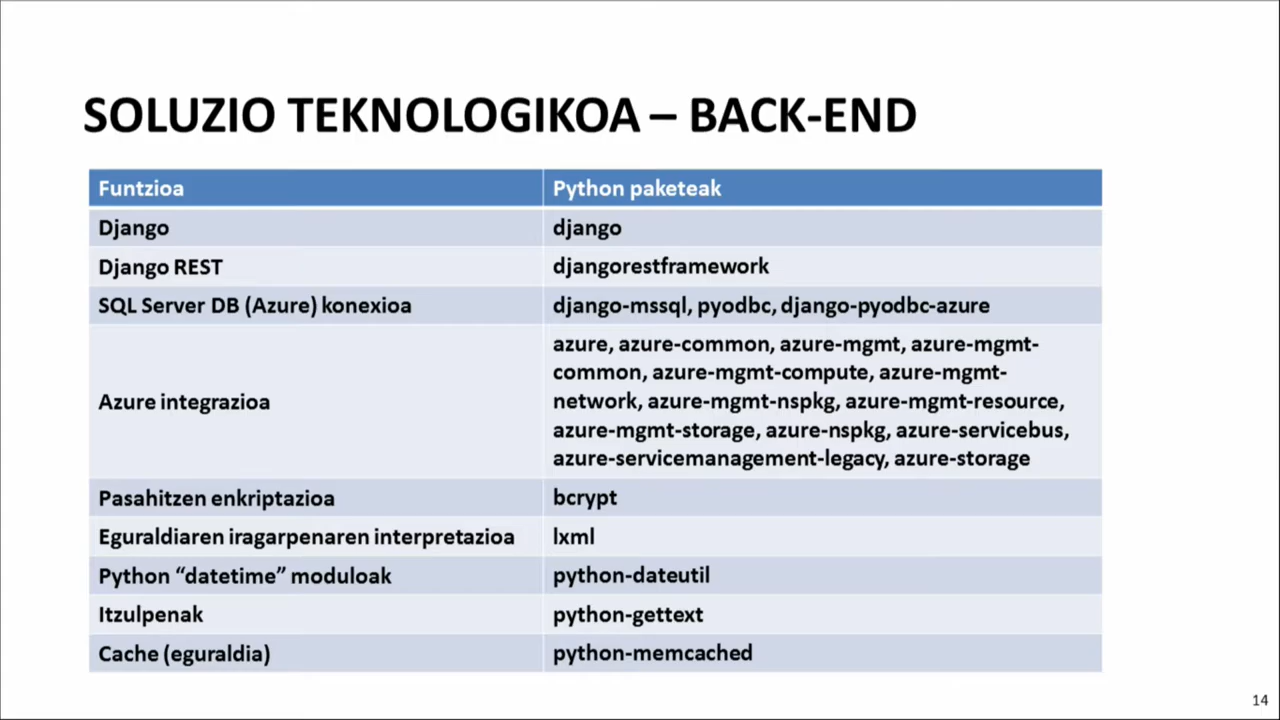 SOLUZIO TEKNOLOGIKOA – BACK-END
Funtzioa Python paketeak
Django django
Django REST djangorestframework
SQL Server DB (Azure) konexioa django-mssql, pyodbc, django-pyodbc-azure
Azure integrazioa
azure, azure-common, azure-mgmt, azure-mgmt-
common, azure-mgmt-compute, azure-mgmt-
network, azure-mgmt-nspkg, azure-mgmt-resource,
azure-mgmt-storage, azure-nspkg, azure-servicebus,
azure-servicemanagement-legacy, azure-storage
Pasahitzen enkriptazioa bcrypt
Eguraldiaren iragarpenaren interpretazioa lxml
Python “datetime” moduloak python-dateutil
Itzulpenak python-gettext
Cache (eguraldia) python-memcached
14